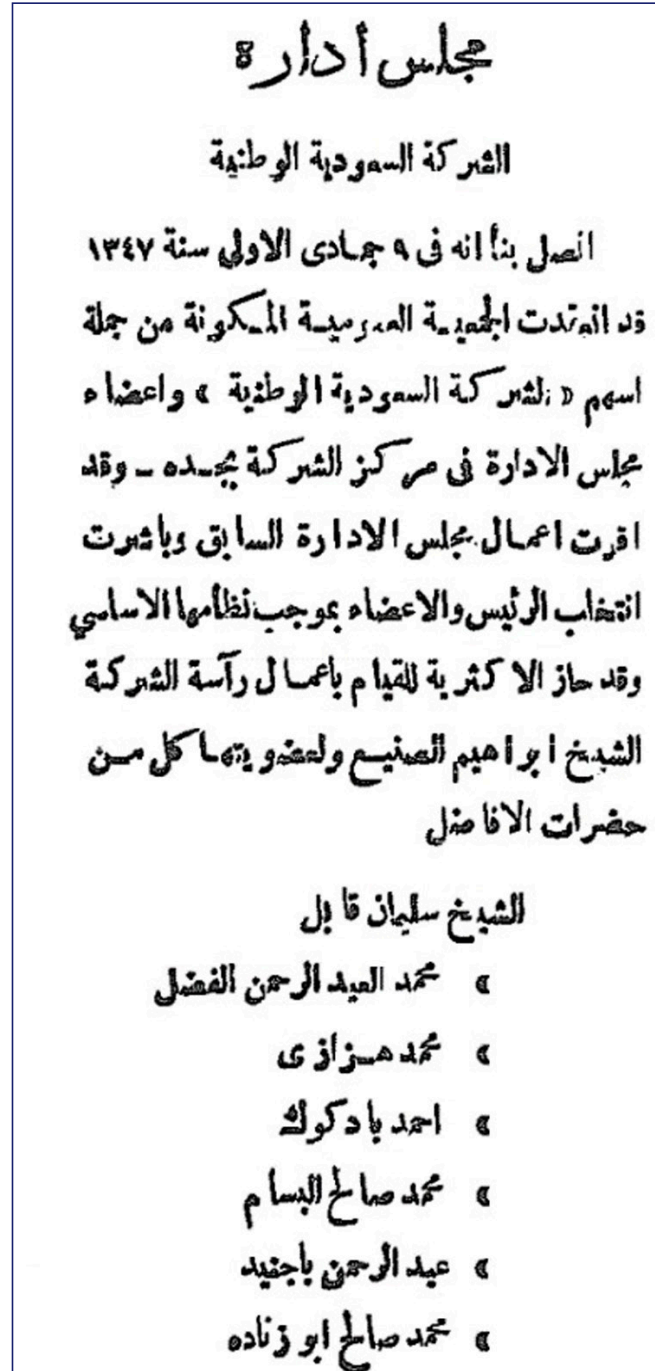 مجلس أدارة
الشركة السعودية الوطنية
اتصل بنا انه فى ٩ جمادى الاولى سنة ١٣٤٧
قد انعقدت الجمعية العمومية المكونة من جملة
اسهم « الشركة السعودية الوطنية » واعضاء
مجلس الادارة فى مركز الشركة بجده ـ وقد
اقرت اعمال مجلس الادارة السابق وباشرت
انتخاب الرئيس والاعضاء بموجب نظامها الاساسي
وقد حاز الاكثرية للقيام باعمال رآسة الشركة
الشيخ ابراهيم الصنيع ولعضويتها كل من
حضرات الافاضل
الشيخ سليمان قابل
» محمد العبد الرحمن الفضل
» محمد هزازى
» احمد بادكوك
» محمد صالح البسام
» عبد الرحمن باجنيد
» محمد صالح ابو زناده